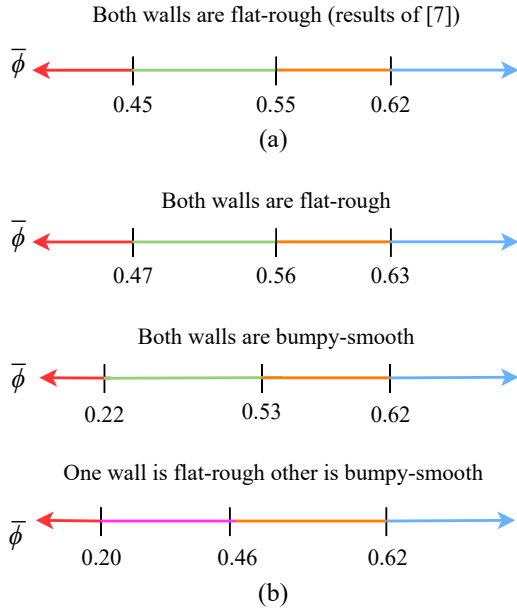 Both walls are flat-rough (results of [7])
ϕ̅
0.45 0.55 0.62
(a)
Both walls are flat-rough
ϕ̅
0.47 0.56 0.63
Both walls are bumpy-smooth
ϕ̅
0.22 0.53 0.62
One wall is flat-rough other is bumpy-smooth
ϕ̅
0.20 0.46 0.62
(b)